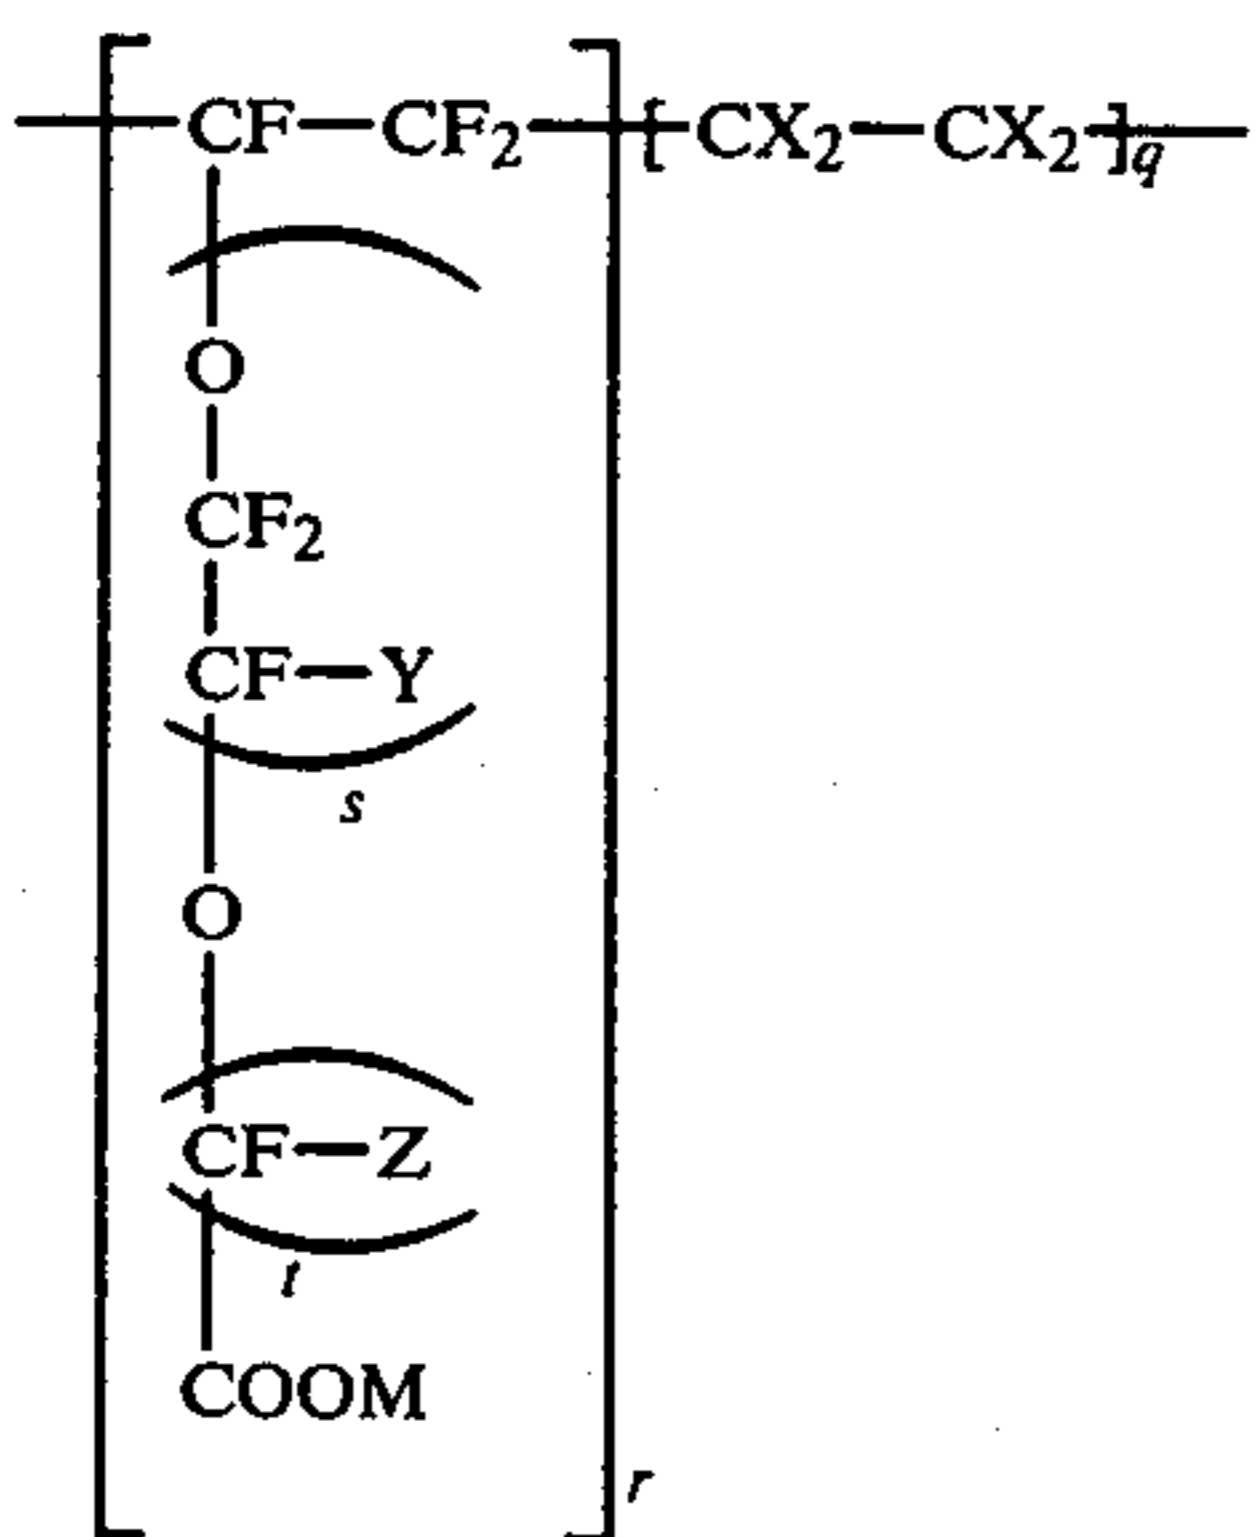 [CF—CF₂][CX₂—CX₂]q
O
CF₂
CF—Y
s
O
CF—Z
t
COOM
r